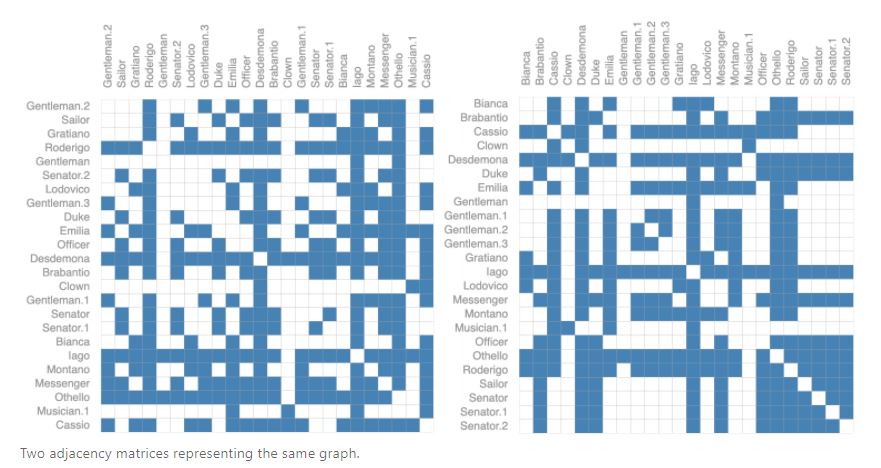 Gentleman.2
Sailor
Gratiano
Roderigo
Gentleman
Senator.2
Lodovico
Gentleman.3
Duke
Emilia
Officer
Desdemona
Brabantio
Clown
Gentleman.1
Senator
Senator.1
Bianca
Iago
Montano
Messenger
Othello
Musician.1
Cassio
Gentleman.2
Sailor
Gratiano
Roderigo
Gentleman
Senator.2
Lodovico
Gentleman.3
Duke
Emilia
Officer
Desdemona
Brabantio
Clown
Gentleman.1
Senator
Senator.1
Bianca
Iago
Montano
Messenger
Othello
Musician.1
Cassio
Bianca
Brabantio
Cassio
Clown
Desdemona
Duke
Emilia
Gentleman
Gentleman.1
Gentleman.2
Gentleman.3
Gratiano
Iago
Lodovico
Messenger
Montano
Musician.1
Officer
Othello
Roderigo
Sailor
Senator
Senator.1
Senator.2
Bianca
Brabantio
Cassio
Clown
Desdemona
Duke
Emilia
Gentleman
Gentleman.1
Gentleman.2
Gentleman.3
Gratiano
Iago
Lodovico
Messenger
Montano
Musician.1
Officer
Othello
Roderigo
Sailor
Senator
Senator.1
Senator.2
Two adjacency matrices representing the same graph.